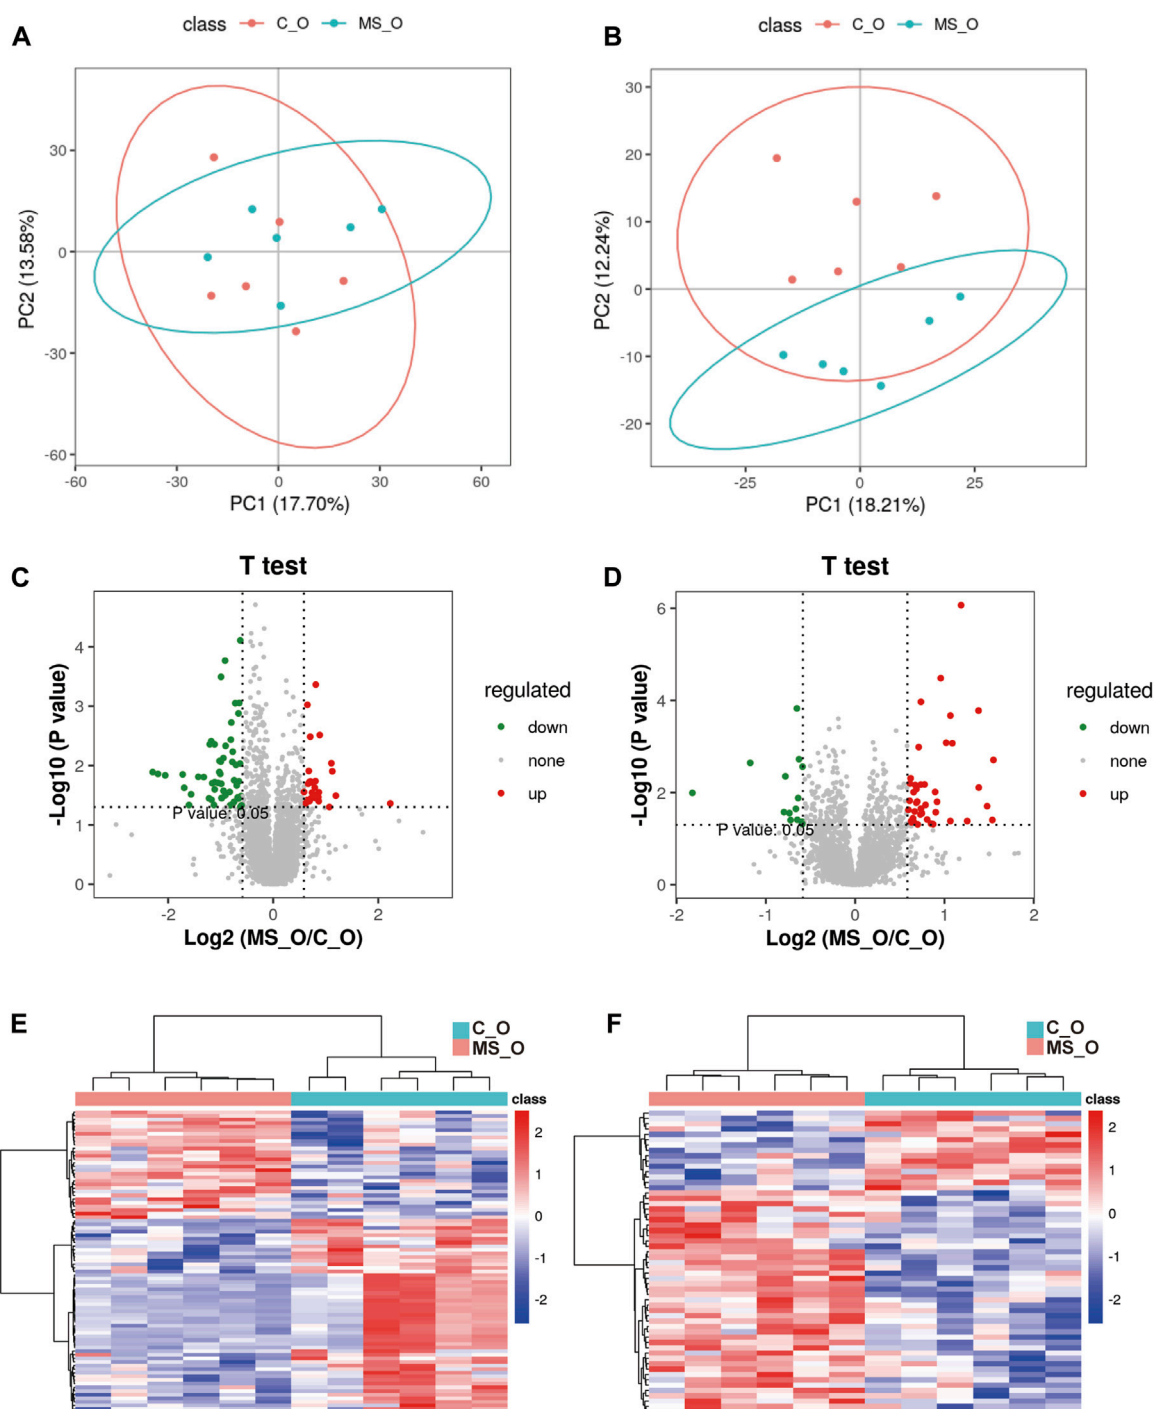 A
class C_O MS_O
30
0
-30
-60
PC2 (13.58%)
-60 -30 0 30 60
PC1 (17.70%)
B
class C_O MS_O
30
20
10
0
-10
-20
PC2 (12.24%)
-25 0 25
PC1 (18.21%)
C
T test
4
3
2
1
0
-Log10 (P value)
P value: 0.05
-2 0 2
Log2 (MS_O/C_O)
regulated
down
none
up
D
T test
6
4
2
0
-Log10 (P value)
P value: 0.05
-2 -1 0 1 2
Log2 (MS_O/C_O)
regulated
down
none
up
E
C_O
MS_O
class
2
1
0
-1
-2
F
C_O
MS_O
class
2
1
0
-1
-2